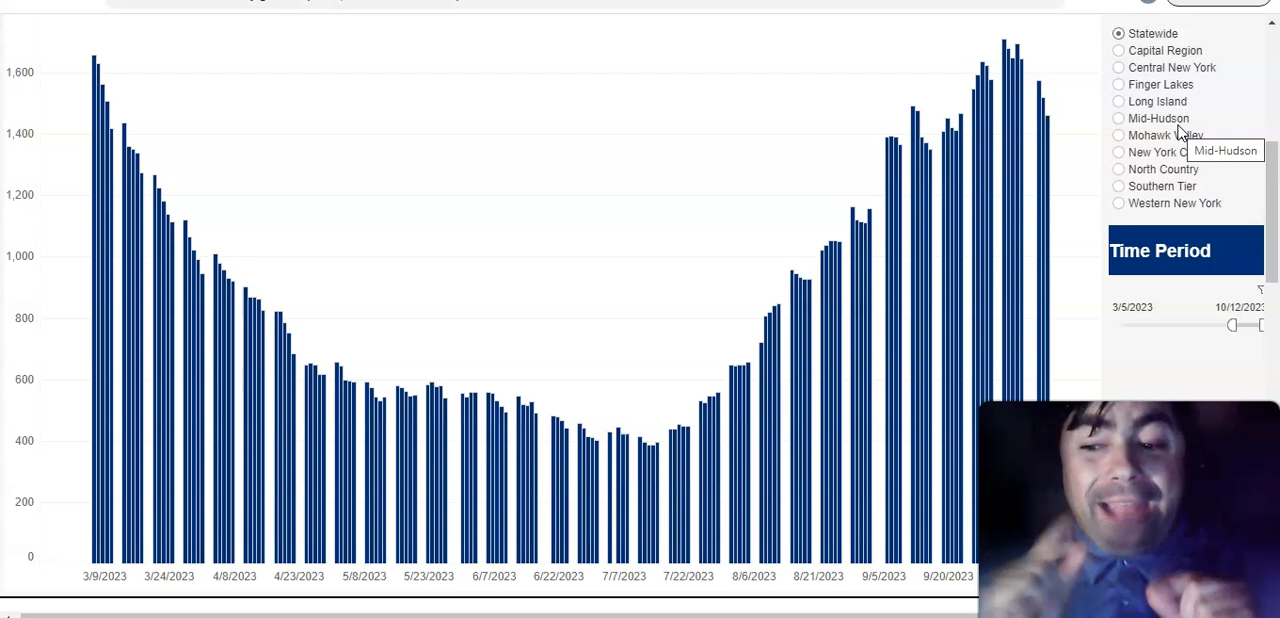 1,600
1,400
1,200
1,000
800
600
400
200
0
3/9/2023 3/24/2023 4/8/2023 4/23/2023 5/8/2023 5/23/2023 6/7/2023 6/22/2023 7/7/2023 7/22/2023 8/6/2023 8/21/2023 9/5/2023 9/20/2023
Statewide
Capital Region
Central New York
Finger Lakes
Long Island
Mid-Hudson
Mohawk
New York
Mid-Hudson
North Country
Southern Tier
Western New York
Time Period
3/5/2023 10/12/2023